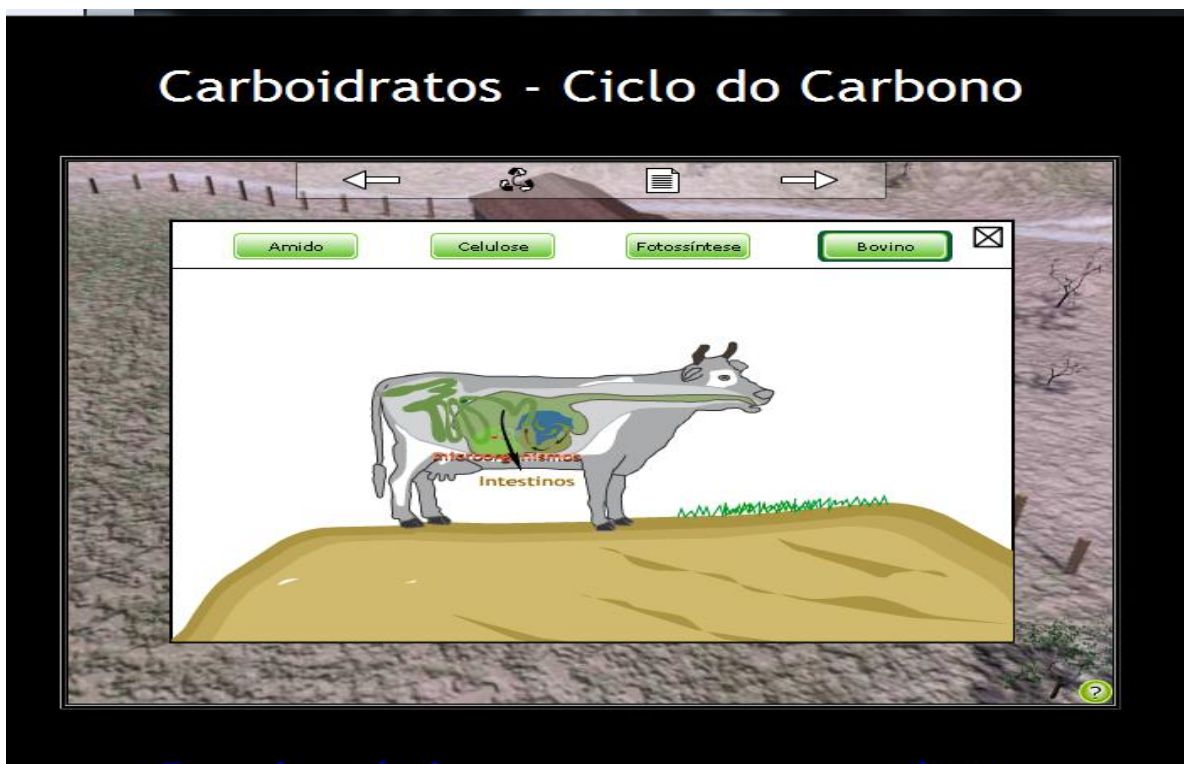 Carboidratos - Ciclo do Carbono
Amido
Celulose
Fotossíntese
Bovino
microorganismos
Intestinos
?